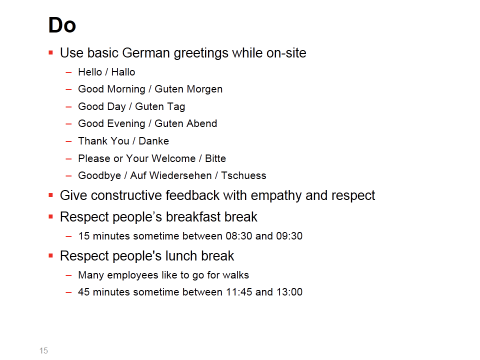 Do
Use basic German greetings while on-site
– Hello / Hallo
– Good Morning / Guten Morgen
– Good Day / Guten Tag
– Good Evening / Guten Abend
– Thank You / Danke
– Please or Your Welcome / Bitte
– Goodbye / Auf Wiedersehen / Tschuess
Give constructive feedback with empathy and respect
Respect people's breakfast break
– 15 minutes sometime between 08:30 and 09:30
Respect people's lunch break
– Many employees like to go for walks
– 45 minutes sometime between 11:45 and 13:00
15